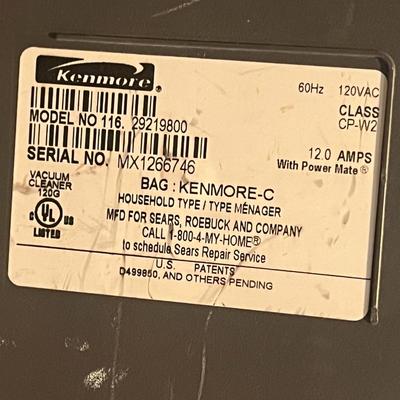 Kenmore®
60Hz 120VAC
MODEL NO 116. 29219800
CLASS
CP-W2
SERIAL NO. MX1266746
12.0 AMPS
With Power Mate®
VACUUM
CLEANER
120G
BAG : KENMORE-C
HOUSEHOLD TYPE / TYPE MÉNAGER
MFD FOR SEARS, ROEBUCK AND COMPANY
CALL 1-800-4-MY-HOME®
to schedule Sears Repair Service
C UL US
LISTED
U.S. PATENTS
D499850, AND OTHERS PENDING